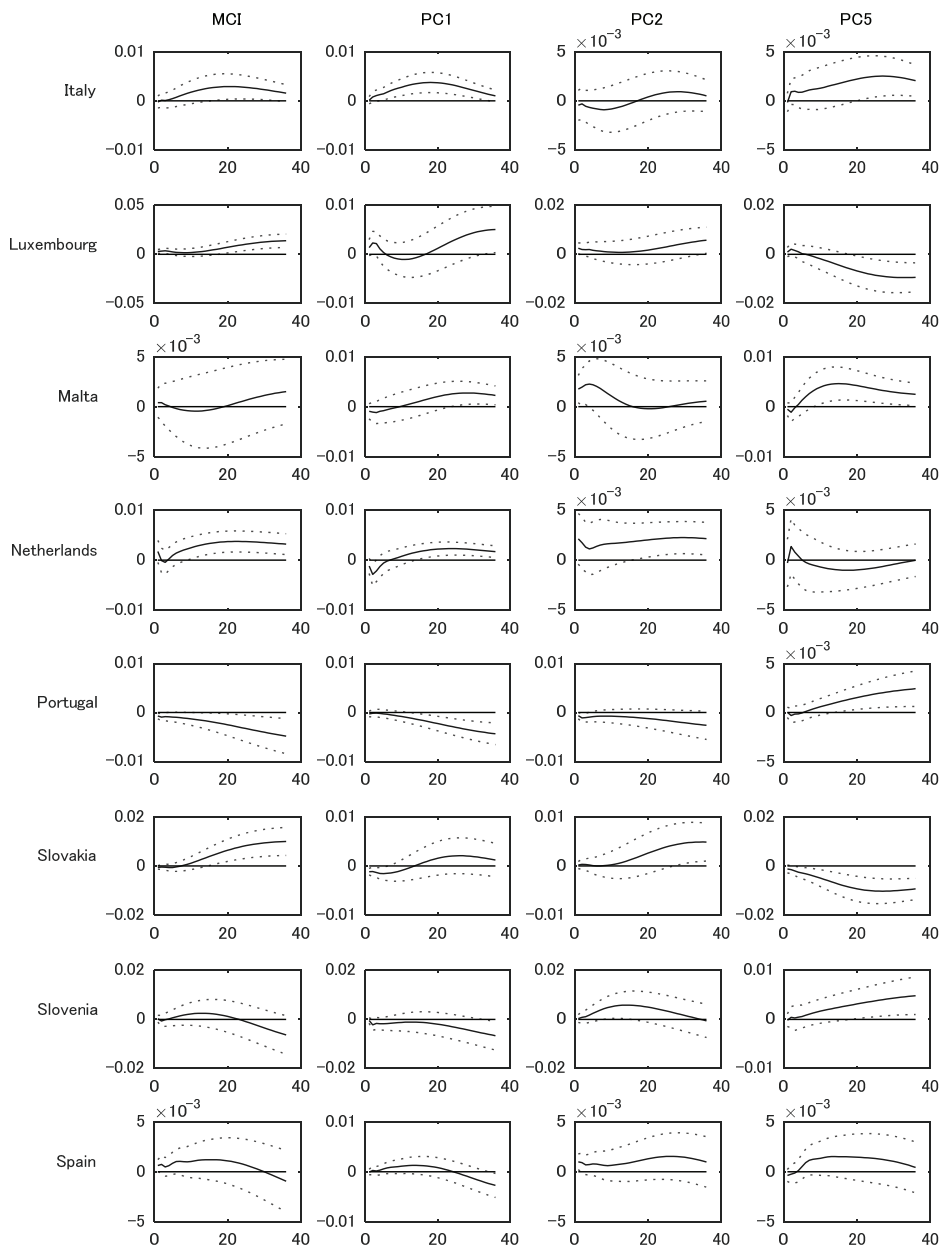 MCI PC1 PC2 PC5
×10−3 ×10−3
0.01 0.01 5 5
Italy 0 0 0 0
−0.01 −0.01 −5 −5
0 20 40 0 20 40 0 20 40 0 20 40
0.05 0.01 0.02 0.02
Luxembourg 0 0 0 0
−0.05 −0.01 −0.02 −0.02
0 20 40 0 20 40 0 20 40 0 20 40
×10−3 ×10−3
5 0.01 5 0.01
Malta 0 0 0 0
−5 −0.01 −5 −0.01
0 20 40 0 20 40 0 20 40 0 20 40
×10−3 ×10−3
0.01 0.01 5 5
Netherlands 0 0 0 0
−0.01 −0.01 −5 −5
0 20 40 0 20 40 0 20 40 0 20 40
×10−3
0.01 0.01 0.01 5
Portugal 0 0 0 0
−0.01 −0.01 −0.01 −5
0 20 40 0 20 40 0 20 40 0 20 40
0.02 0.01 0.01 0.02
Slovakia 0 0 0 0
−0.02 −0.01 −0.01 −0.02
0 20 40 0 20 40 0 20 40 0 20 40
0.02 0.02 0.02 0.01
Slovenia 0 0 0 0
−0.02 −0.02 −0.02 −0.01
0 20 40 0 20 40 0 20 40 0 20 40
×10−3 ×10−3 ×10−3
5 0.01 5 5
Spain 0 0 0 0
−5 −0.01 −5 −5
0 20 40 0 20 40 0 20 40 0 20 40